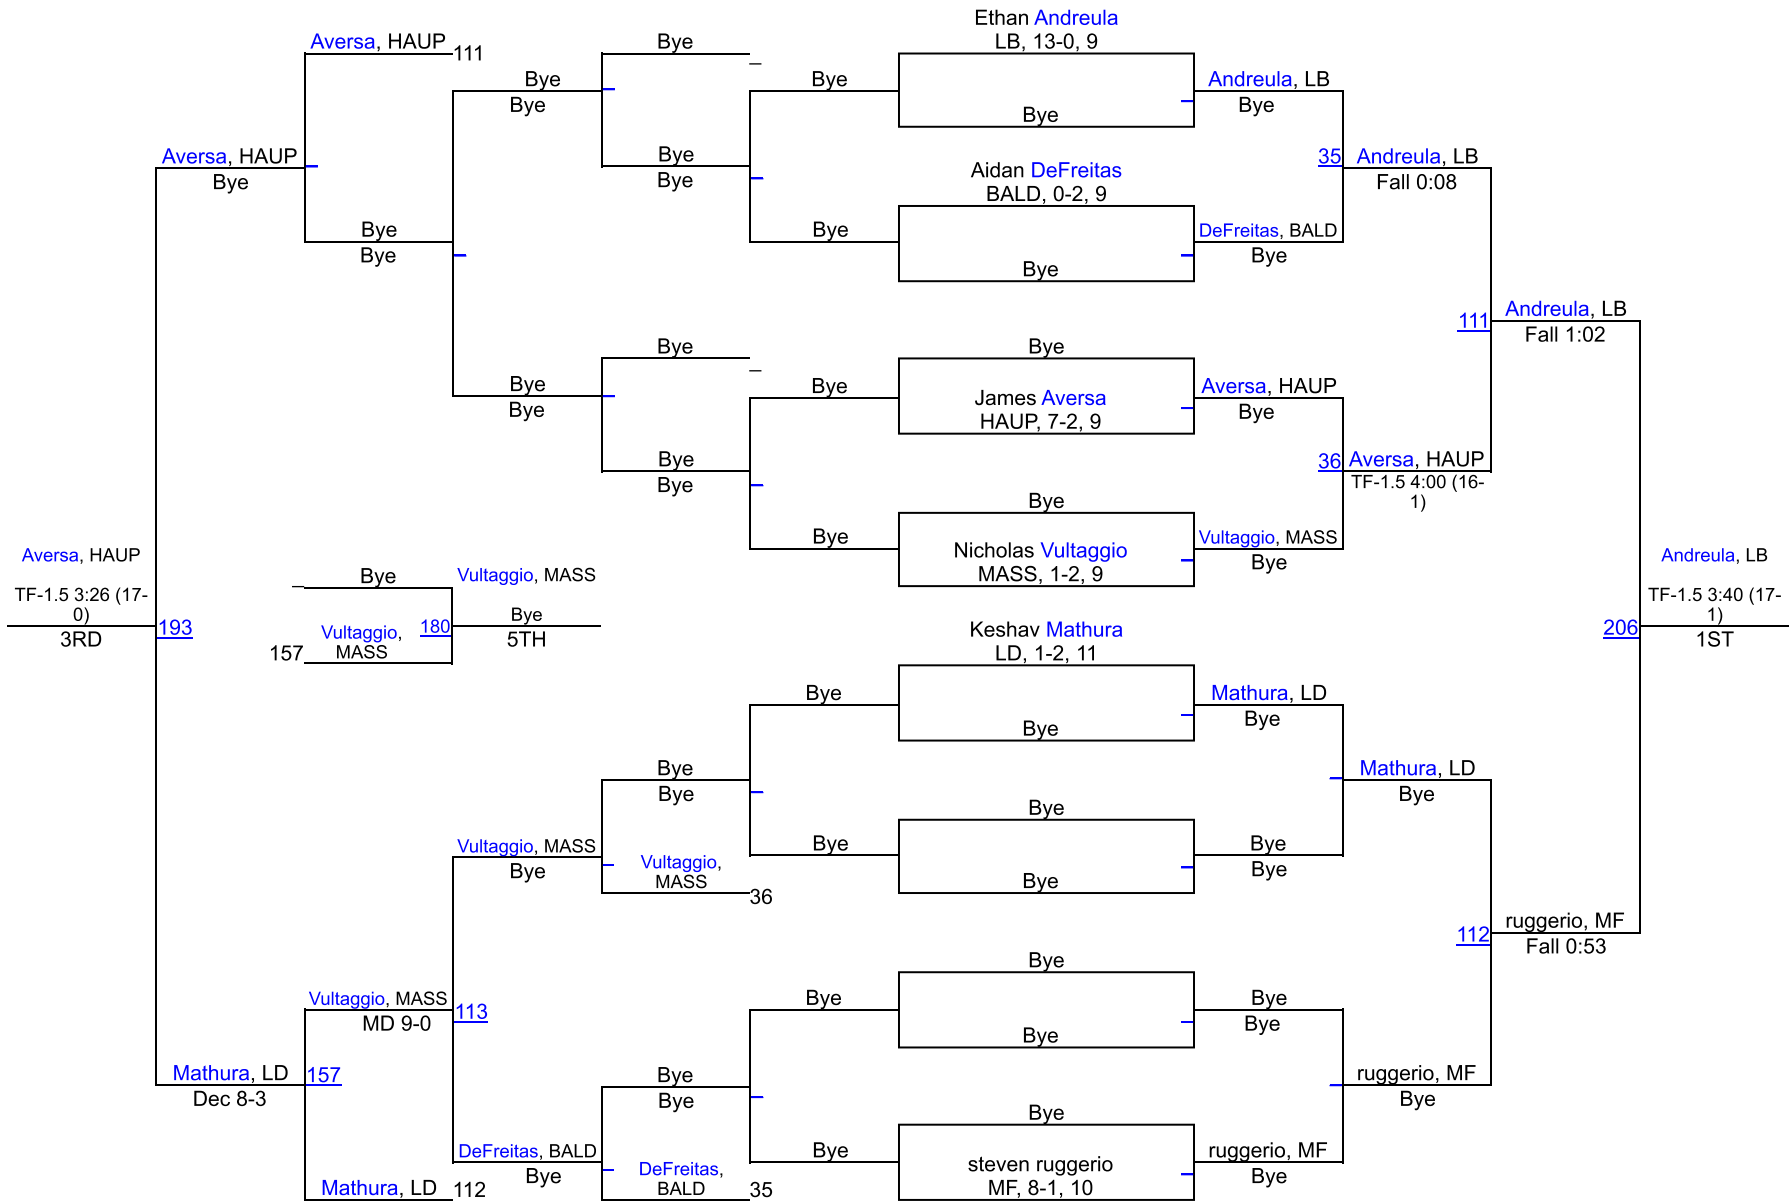 Ethan Andreula
LB, 13-0, 9
Bye
Aidan DeFreitas
BALD, 0-2, 9
Bye
Bye
James Aversa
HAUP, 7-2, 9
Bye
Nicholas Vultaggio
MASS, 1-2, 9
Keshav Mathura
LD, 1-2, 11
Bye
Bye
Bye
Bye
Bye
Bye
steven ruggerio
MF, 8-1, 10
Andreula, LB
Bye
DeFreitas, BALD
Bye
Aversa, HAUP
Bye
Vultaggio, MASS
Bye
Mathura, LD
Bye
Bye
Bye
Bye
Bye
ruggerio, MF
Bye
35
Andreula, LB
Fall 0:08
36
Aversa, HAUP
TF-1.5 4:00 (16-
1)
Mathura, LD
Bye
ruggerio, MF
Bye
111
Andreula, LB
Fall 1:02
112
ruggerio, MF
Fall 0:53
206
Andreula, LB
TF-1.5 3:40 (17-
1)
1ST
Bye
Bye
Bye
Bye
Bye
Bye
Bye
Bye
Bye
_
Bye
Bye
Bye
_
Bye
Bye
Bye
Bye
Vultaggio,
MASS
36
Bye
Bye
DeFreitas,
BALD
35
Bye
Bye
Bye
Bye
Vultaggio, MASS
Bye
DeFreitas, BALD
Bye
Aversa, HAUP
111
Bye
Bye
Vultaggio, MASS
MD 9-0
113
Mathura, LD
112
Aversa, HAUP
Bye
Mathura, LD
Dec 8-3
157
Aversa, HAUP
TF-1.5 3:26 (17-
0)
3RD
193
_
Bye
Vultaggio,
MASS
157
180
Vultaggio, MASS
Bye
5TH